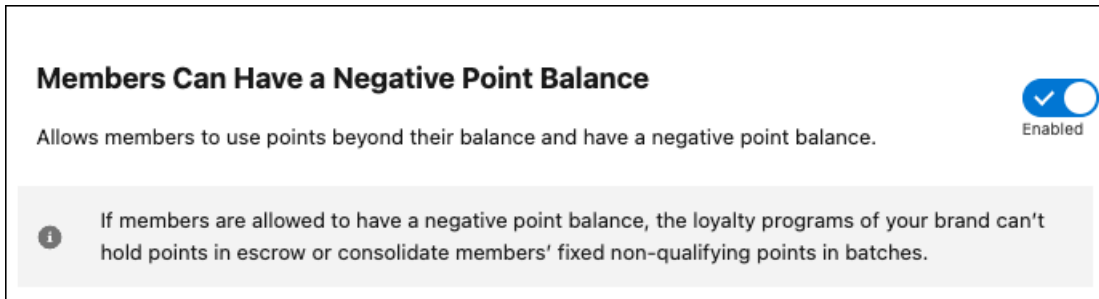 Members Can Have a Negative Point Balance
Allows members to use points beyond their balance and have a negative point balance.
Enabled
If members are allowed to have a negative point balance, the loyalty programs of your brand can’t
hold points in escrow or consolidate members’ fixed non-qualifying points in batches.